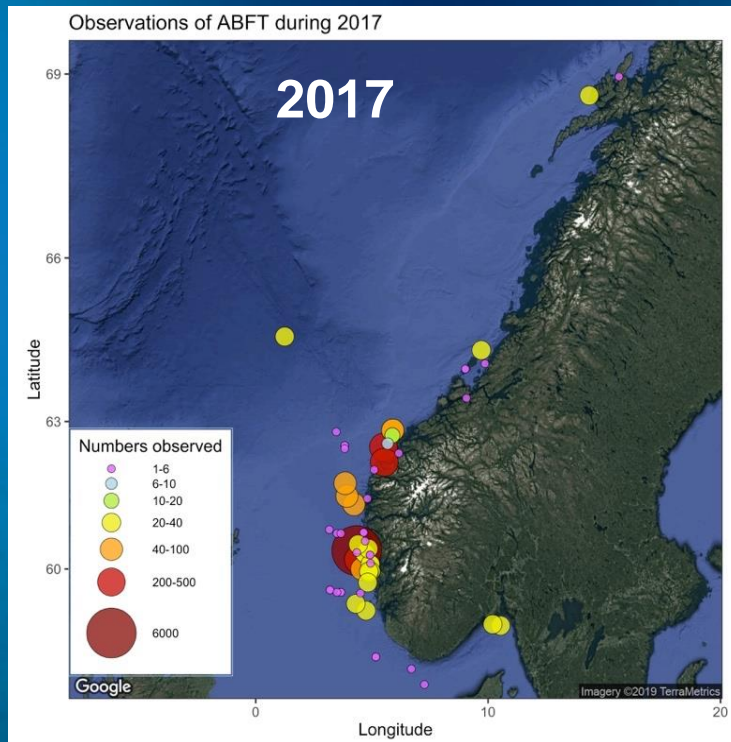 Observations of ABFT during 2017
2017
69
66
63
60
Latitude
Numbers observed
1-6
6-10
10-20
20-40
40-100
200-500
6000
Google
Imagery ©2019 TerraMetrics
0
10
20
Longitude